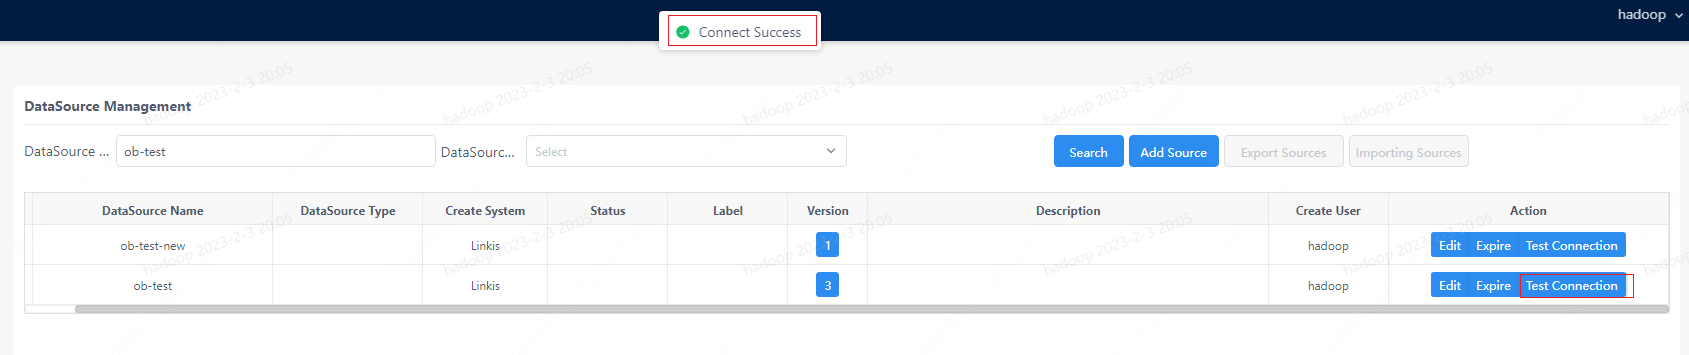 hadoop
Connect Success
DataSource Management
DataSource ... ob-test DataSourc... Select Search Add Source Export Sources Importing Sources
DataSource Name DataSource Type Create System Status Label Version Description Create User Action
ob-test-new Linkis 1 hadoop Edit Expire Test Connection
ob-test Linkis 3 hadoop Edit Expire Test Connection
hadoop 2023-2-3 20:05